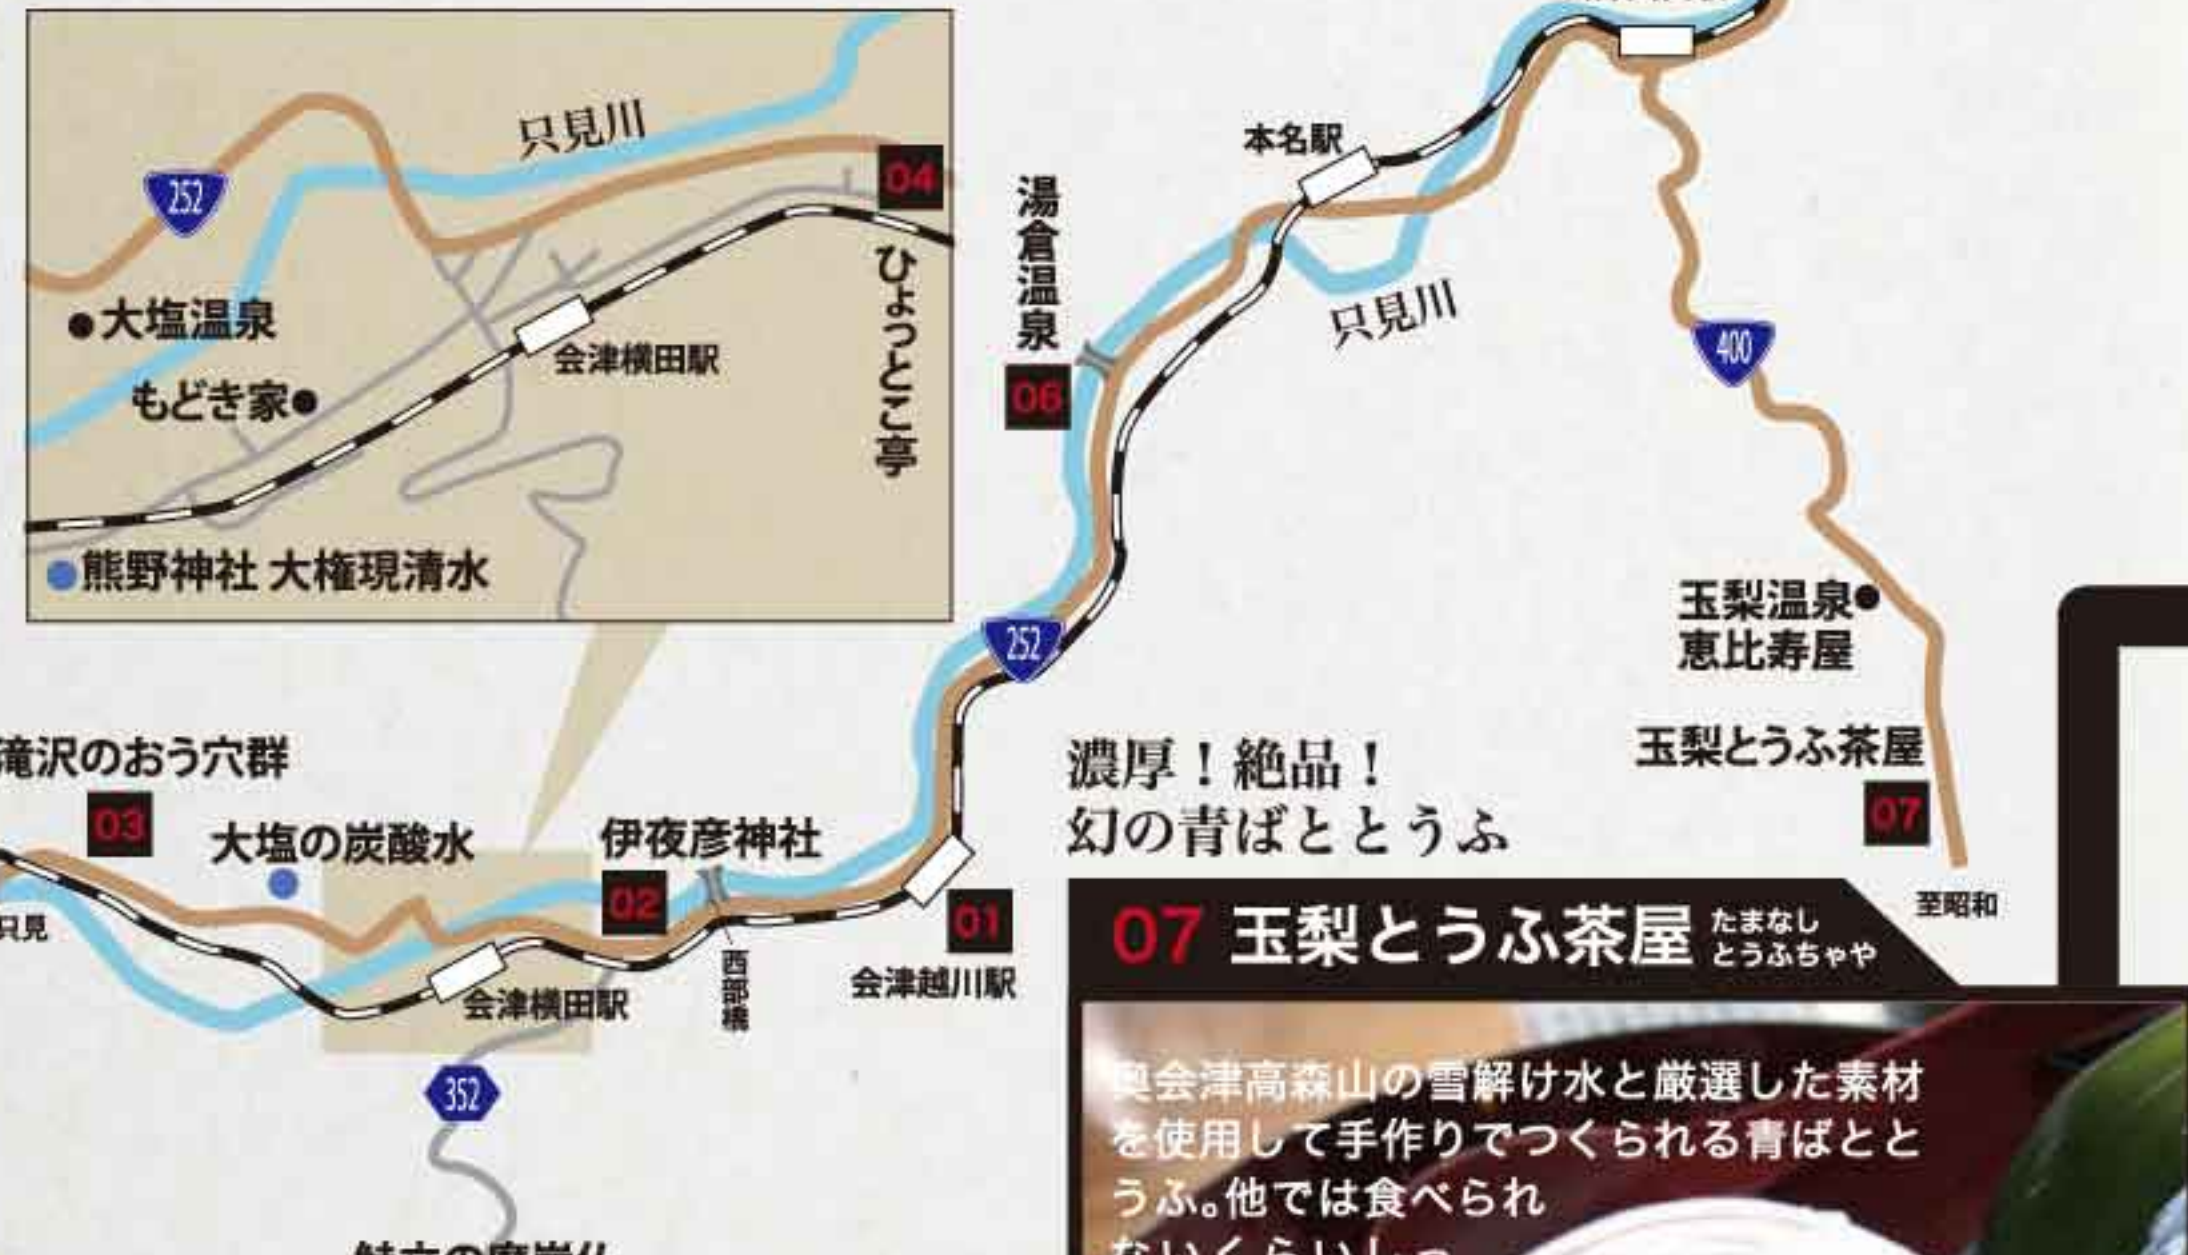 只見川
252
04
ひょっとこ亭
大塩温泉
会津横田駅
もどき家
熊野神社 大権現清水
本名駅
湯倉温泉
06
只見川
400
252
玉梨温泉
恵比寿屋
玉梨とうふ茶屋
07
至昭和
滝沢のおう穴群
03
大塩の炭酸水
伊夜彦神社
02
01
只見
会津横田駅
西部橋
会津越川駅
352
濃厚！絶品！
幻の青ばととうふ
07 玉梨とうふ茶屋 たまなし
とうふちゃや
奥会津高森山の雪解け水と厳選した素材
を使用して手作りでつくられる青ばとと
うふ。他では食べられ
ないくらいしっ